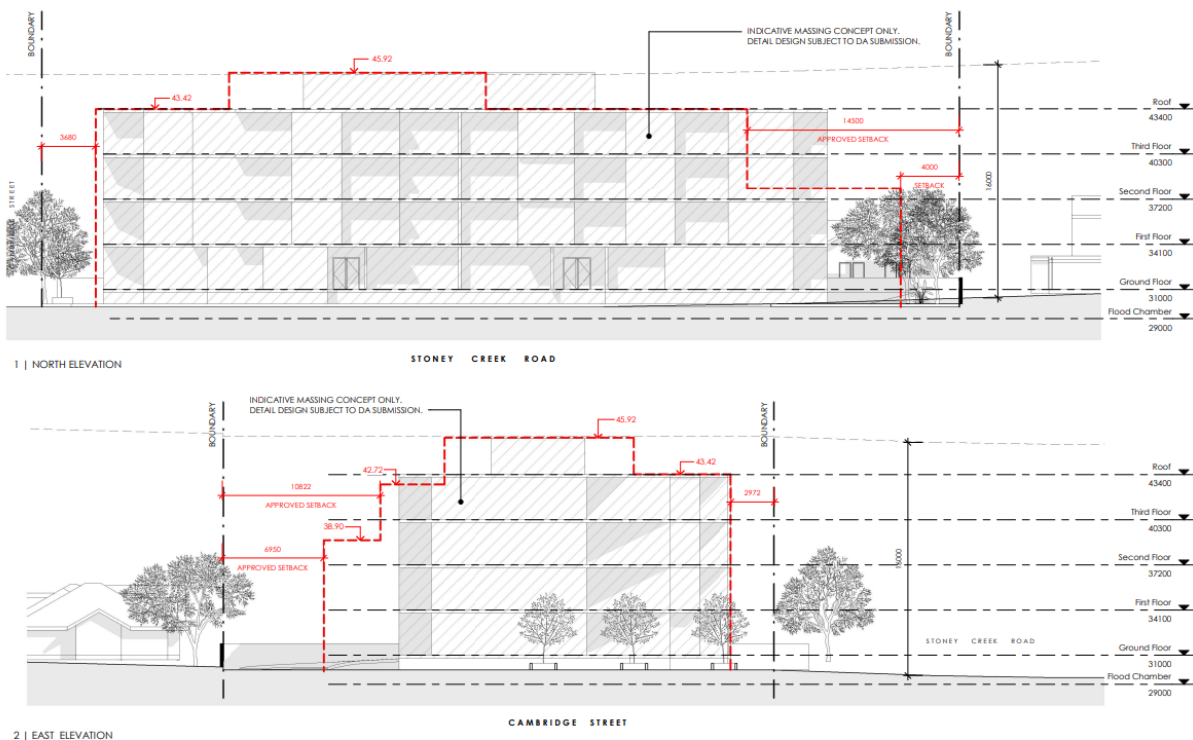 BOUNDARY
INDICATIVE MASSING CONCEPT ONLY.
DETAIL DESIGN SUBJECT TO DA SUBMISSION.
BOUNDARY
45.92
43.42
3680
14500
APPROVED SETBACK
4000
SETBACK
16000
CAMBRIDGE STREET
Roof
43400
Third Floor
40300
Second Floor
37200
First Floor
34100
Ground Floor
31000
Flood Chamber
29000
1 | NORTH ELEVATION
STONEY CREEK ROAD
BOUNDARY
INDICATIVE MASSING CONCEPT ONLY.
DETAIL DESIGN SUBJECT TO DA SUBMISSION.
BOUNDARY
45.92
43.42
42.72
10822
APPROVED SETBACK
38.90
6950
APPROVED SETBACK
2972
16000
Roof
43400
Third Floor
40300
Second Floor
37200
First Floor
34100
STONEY CREEK ROAD
Ground Floor
31000
Flood Chamber
29000
CAMBRIDGE STREET
2 | EAST ELEVATION